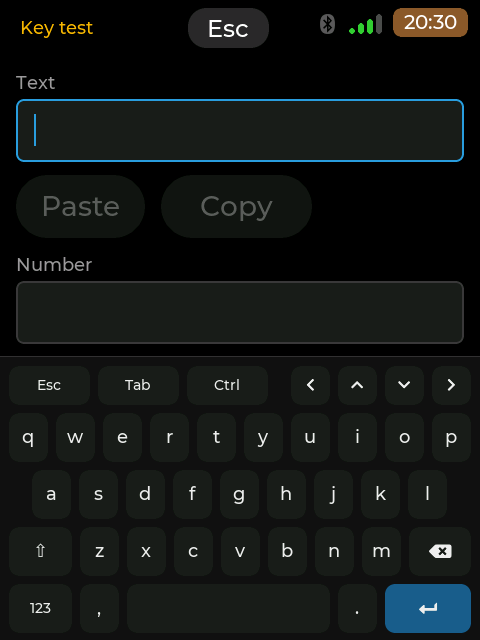 Key test Esc 20:30
Text
Paste Copy
Number
Esc Tab Ctrl
q w e r t y u i o p
a s d f g h j k l
⇧ z x c v b n m
123 , .